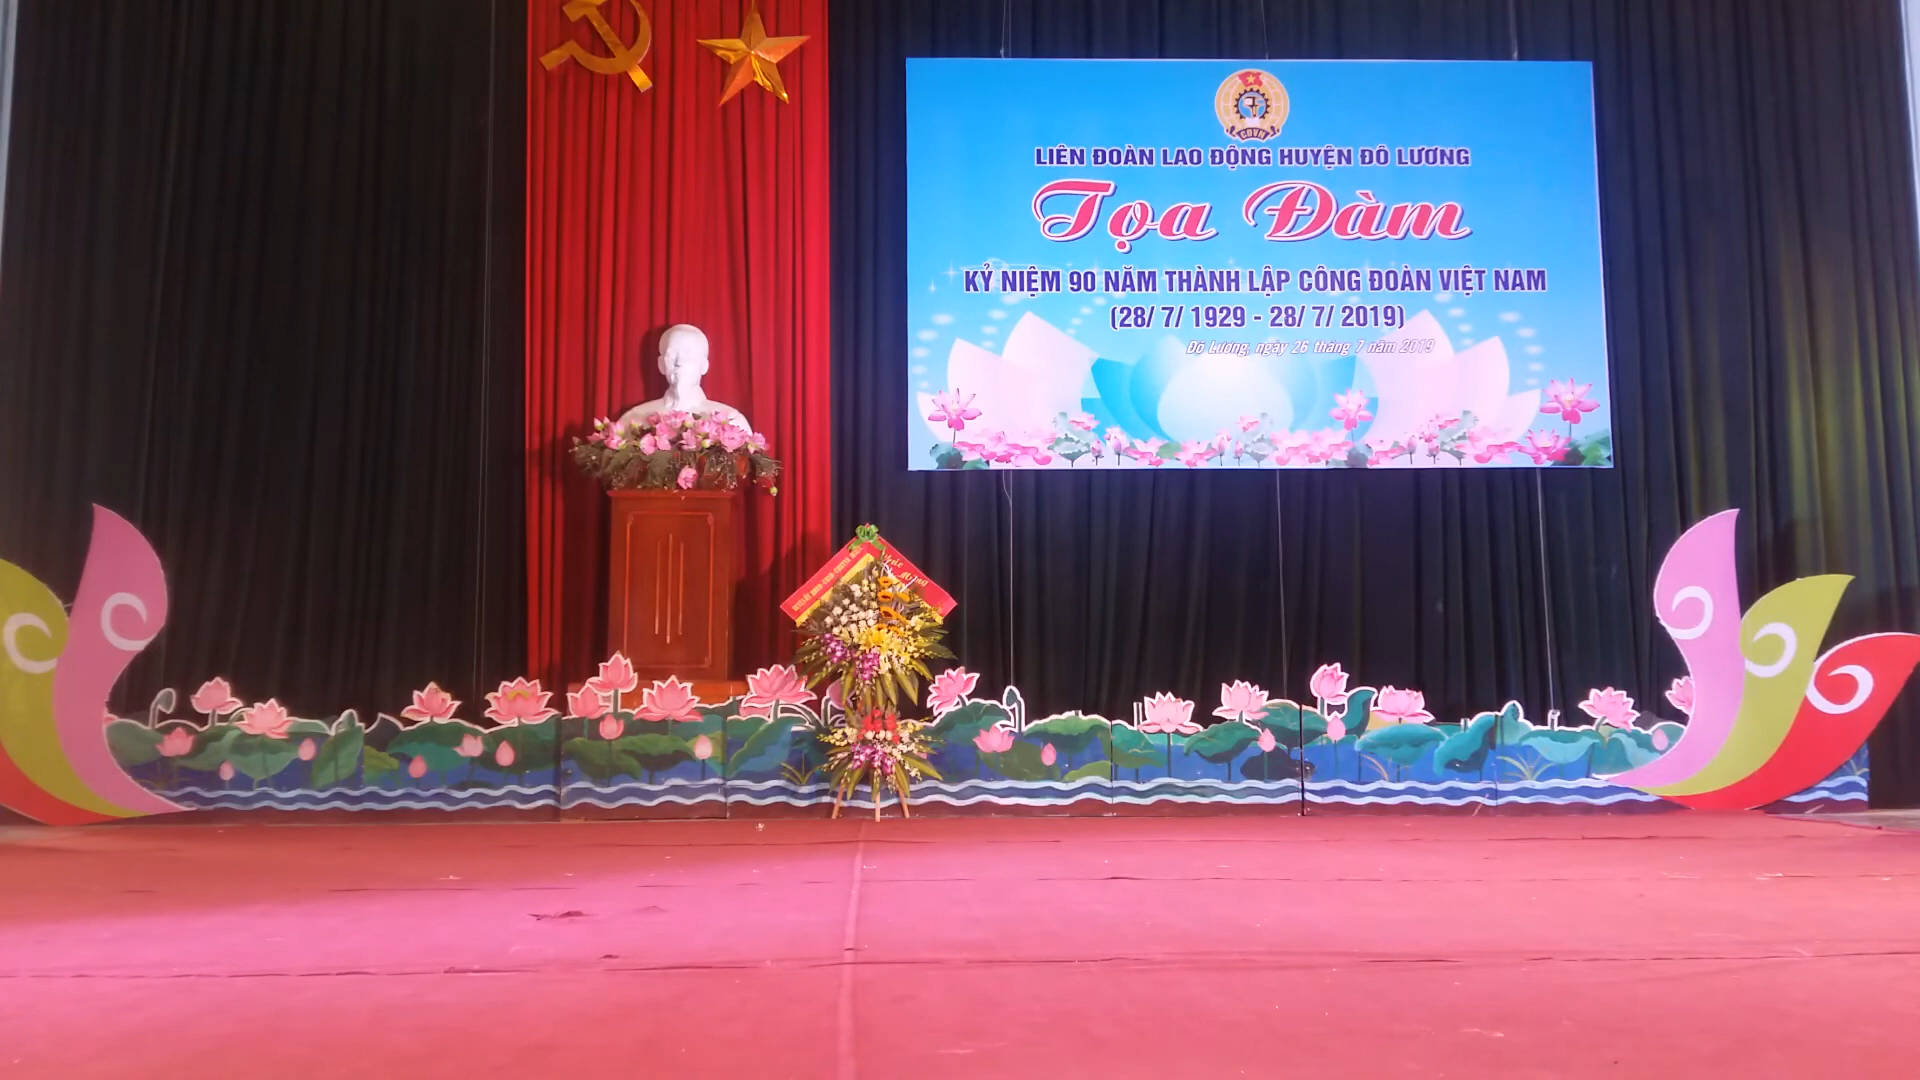 CĐVN
LIÊN ĐOÀN LAO ĐỘNG HUYỆN ĐÔ LƯƠNG
Tọa Đàm
KỶ NIỆM 90 NĂM THÀNH LẬP CÔNG ĐOÀN VIỆT NAM
(28/ 7/ 1929 - 28/ 7/ 2019)
Đô Lương, ngày 26 tháng 7 năm 2019